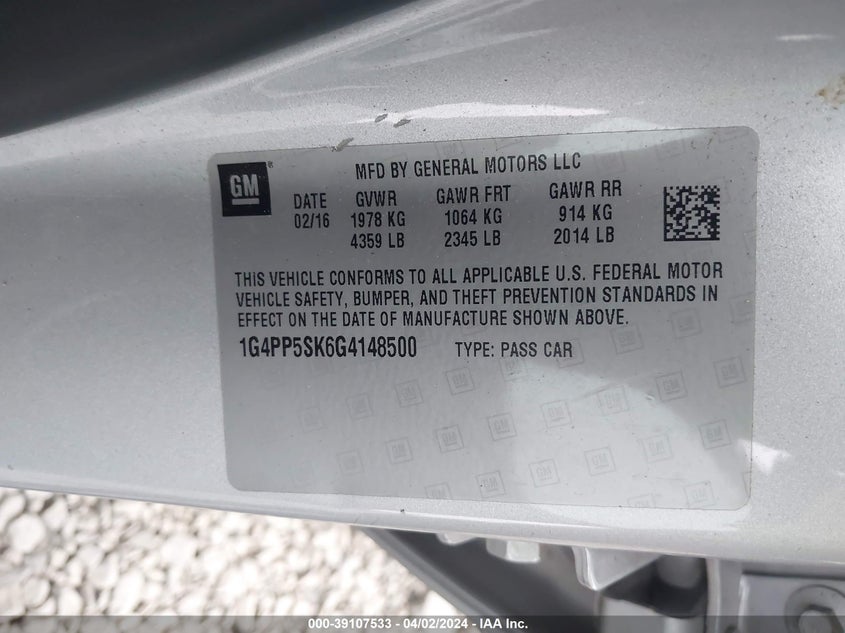 GM
MFD BY GENERAL MOTORS LLC
DATE GVWR GAWR FRT GAWR RR
02/16 1978 KG 1064 KG 914 KG
4359 LB 2345 LB 2014 LB
THIS VEHICLE CONFORMS TO ALL APPLICABLE U.S. FEDERAL MOTOR
VEHICLE SAFETY, BUMPER, AND THEFT PREVENTION STANDARDS IN
EFFECT ON THE DATE OF MANUFACTURE SHOWN ABOVE.
1G4PP5SK6G4148500 TYPE: PASS CAR
000-39107533 - 04/02/2024 - www.iaai.com